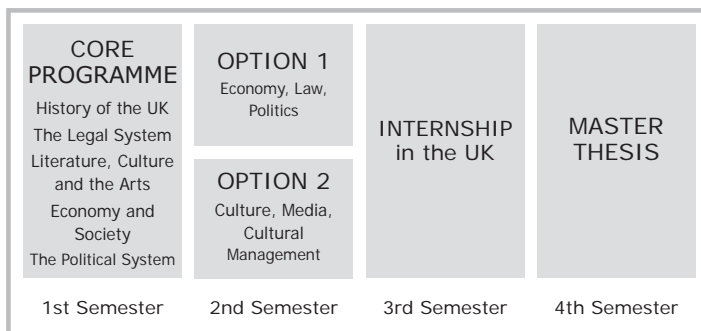 CORE
PROGRAMME
History of the UK
The Legal System
Literature, Culture
and the Arts
Economy and
Society
The Political System
1st Semester
OPTION 1
Economy, Law,
Politics
OPTION 2
Culture, Media,
Cultural
Management
2nd Semester
INTERNSHIP
in the UK
3rd Semester
MASTER
THESIS
4th Semester